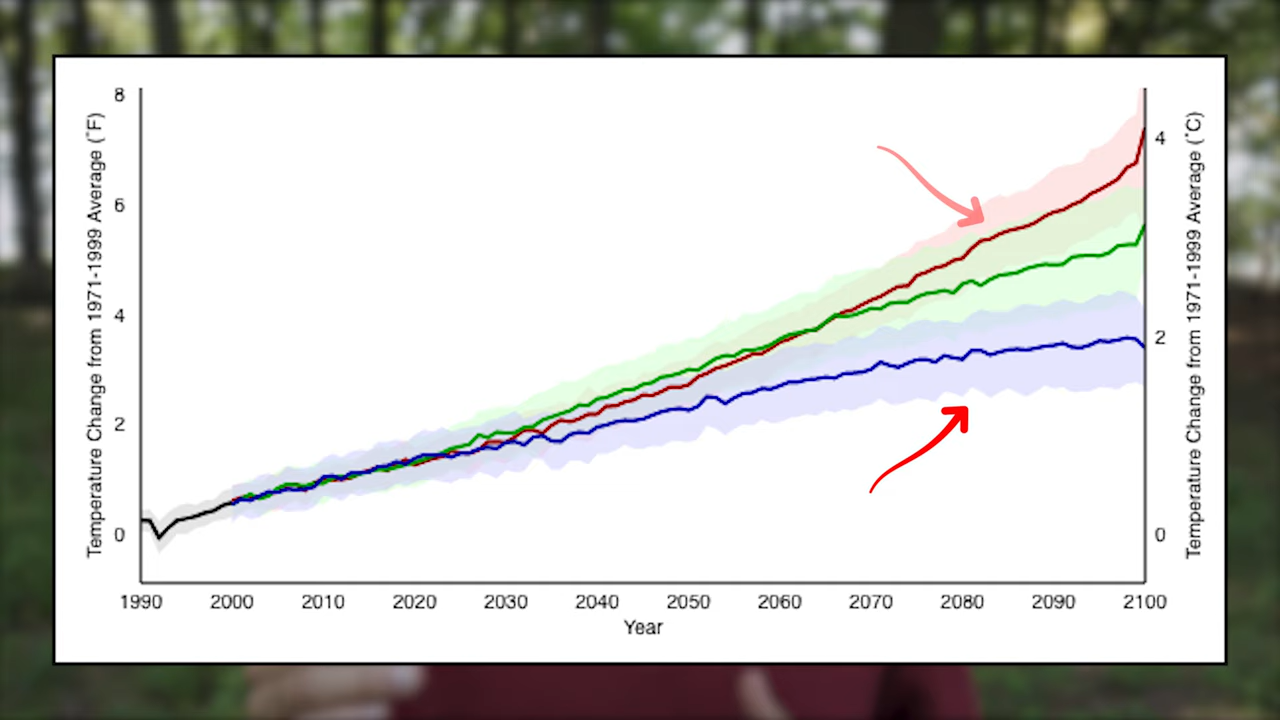 8
6
4
2
0
Temperature Change from 1971-1999 Average (˚F)
4
2
0
Temperature Change from 1971-1999 Average (˚C)
1990 2000 2010 2020 2030 2040 2050 2060 2070 2080 2090 2100
Year